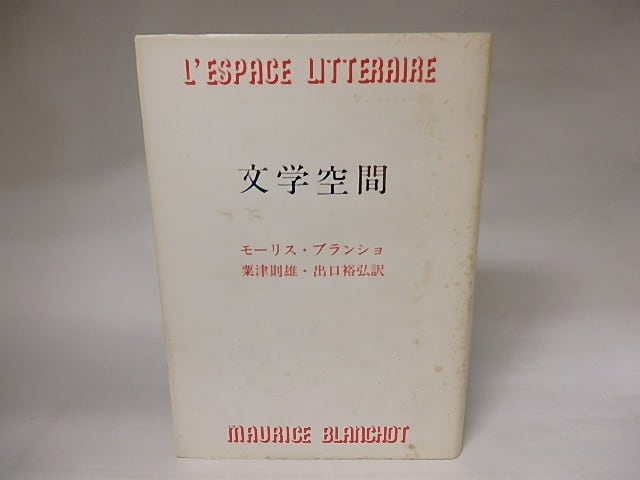 L'ESPACE LITTERAIRE
文学空間
モーリス・ブランショ
粟津則雄・出口裕弘訳
MAURICE BLANCHOT